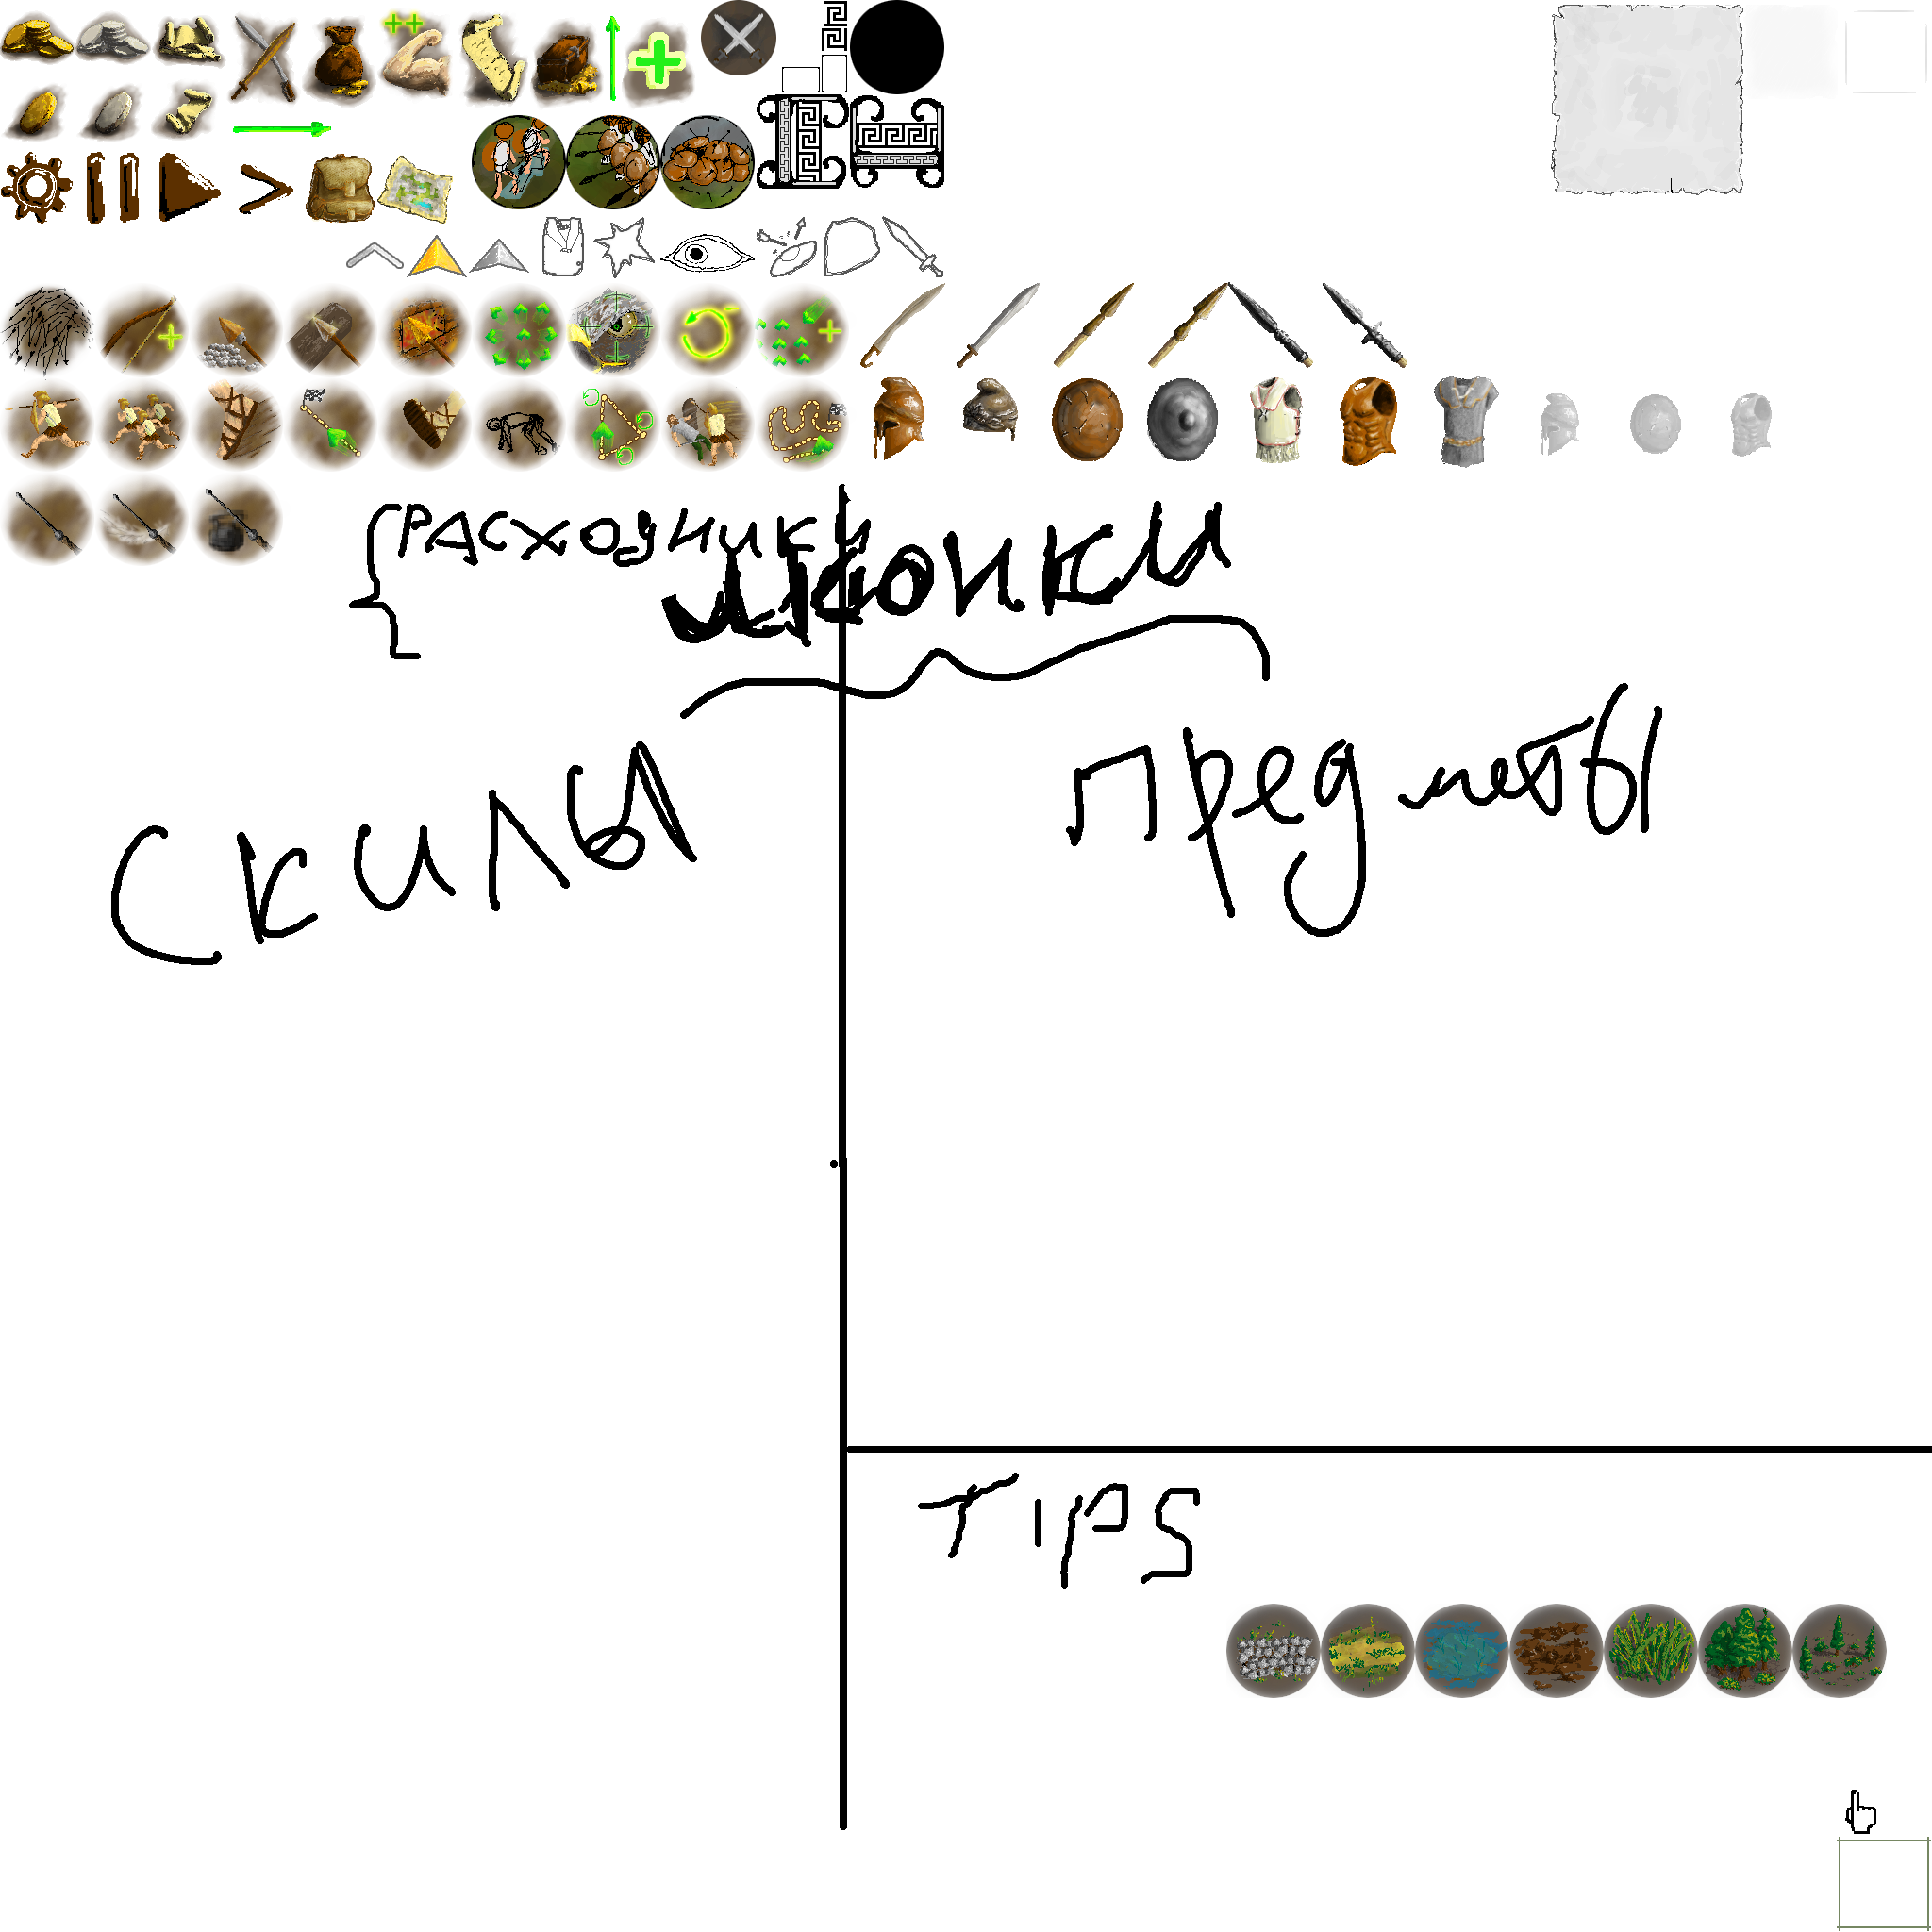 Расходники
Иконки
Скилы
Предметы
TIPS